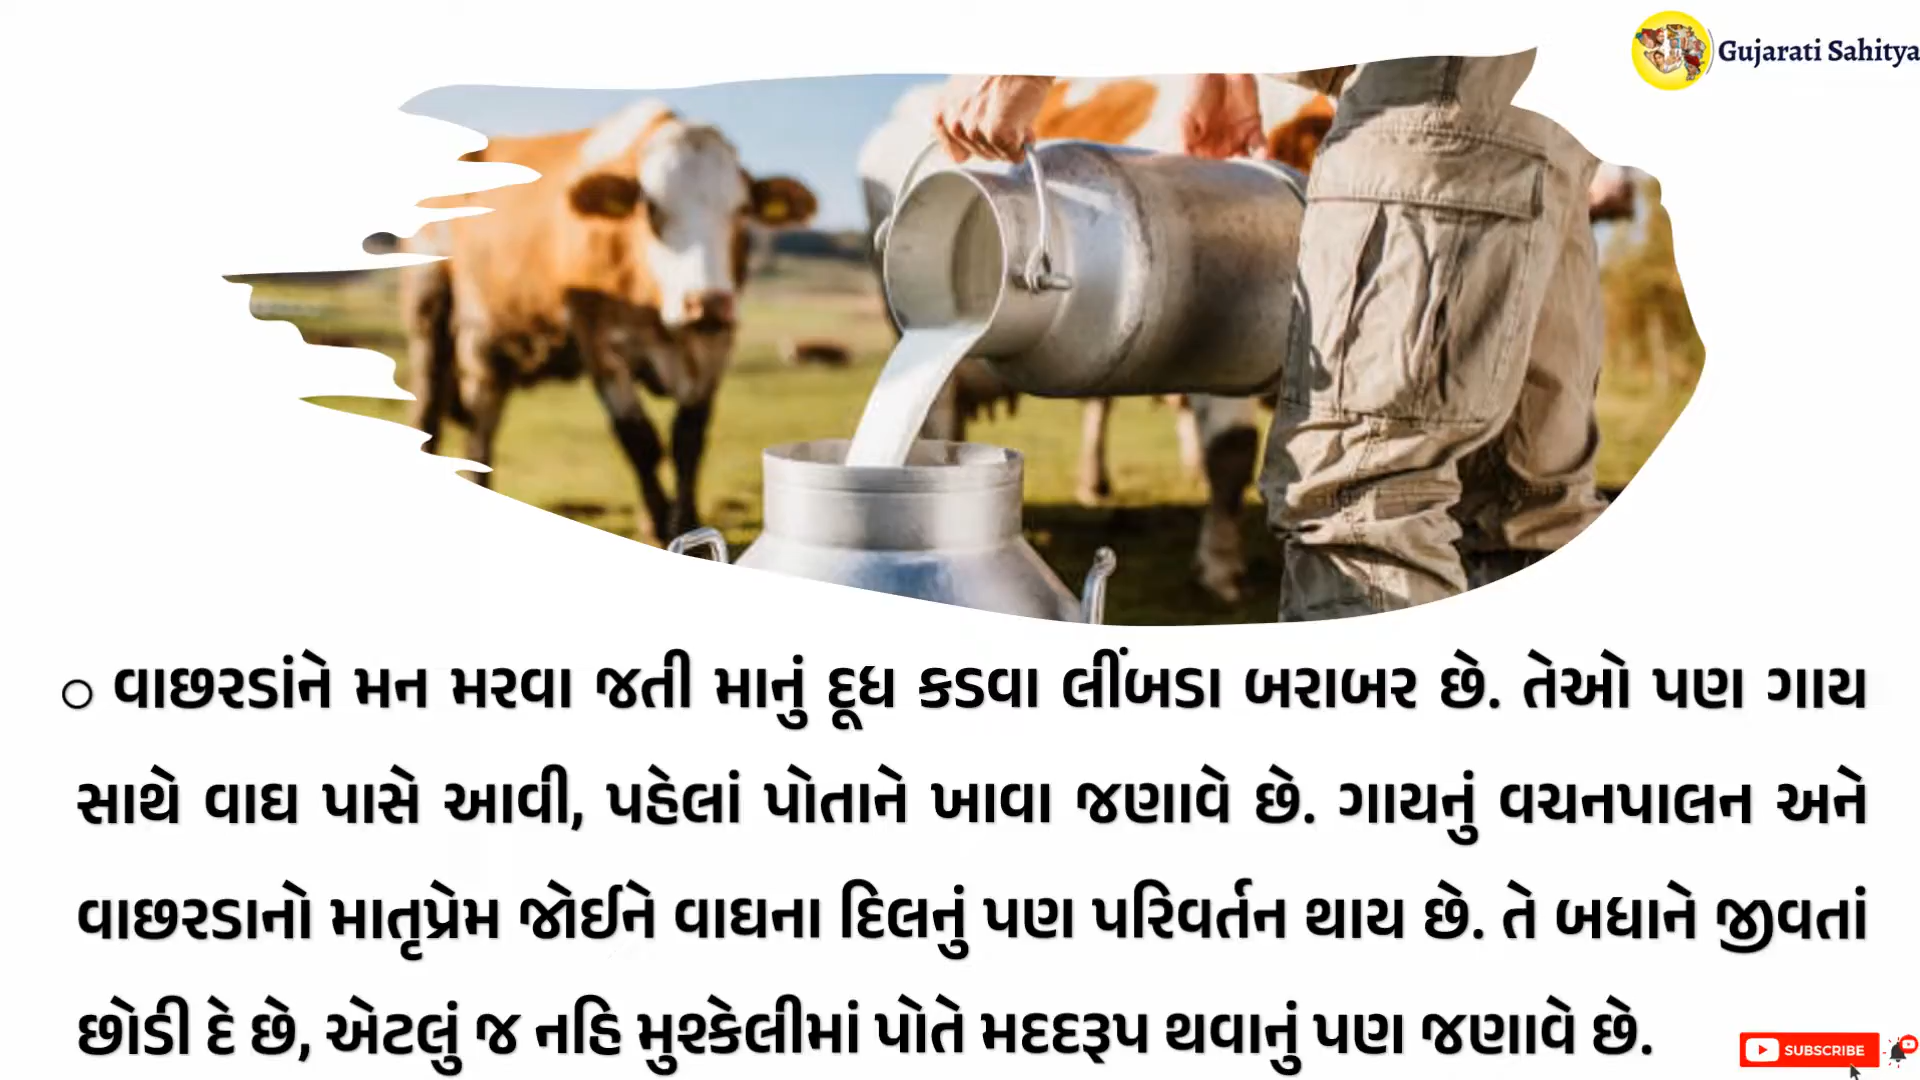 Gujarati Sahitya
વાછરડાંને મન મરવા જતી માનું દૂધ કડવા લીંબડા બરાબર છે. તેઓ પણ ગાય
સાથે વાઘ પાસે આવી, પહેલાં પોતાને ખાવા જણાવે છે. ગાયનું વચનપાલન અને
વાછરડાનો માતૃપ્રેમ જોઈને વાઘના દિલનું પણ પરિવર્તન થાય છે. તે બધાને જીવતાં
છોડી દે છે, એટલું જ નહિ મુશ્કેલીમાં પોતે મદદરૂપ થવાનું પણ જણાવે છે.
SUBSCRIBE